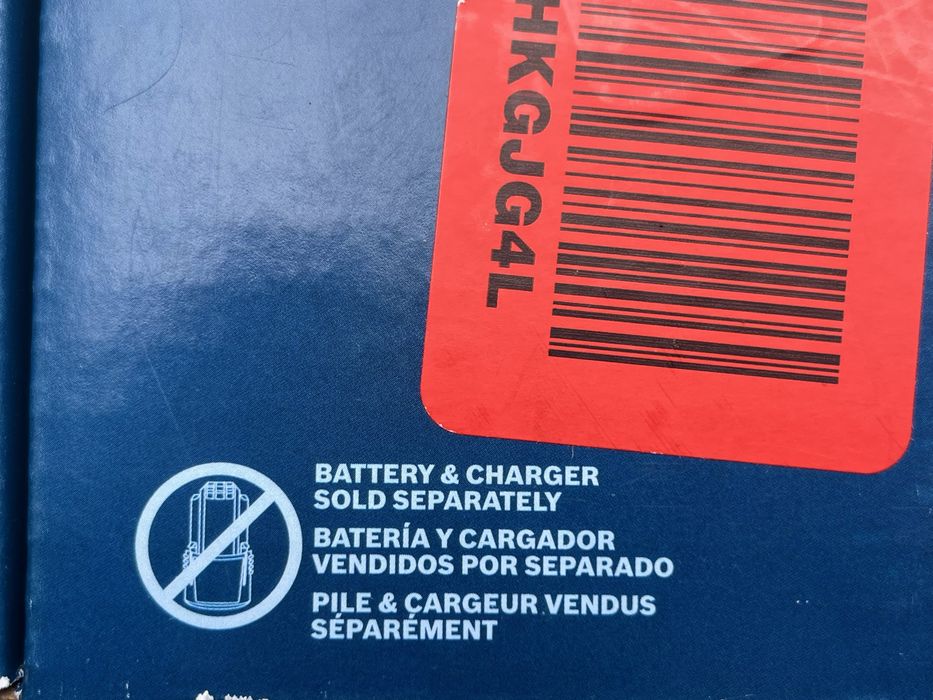 HKGJG4L
BATTERY & CHARGER
SOLD SEPARATELY
BATERÍA Y CARGADOR
VENDIDOS POR SEPARADO
PILE & CARGEUR VENDUS
SÉPARÉMENT